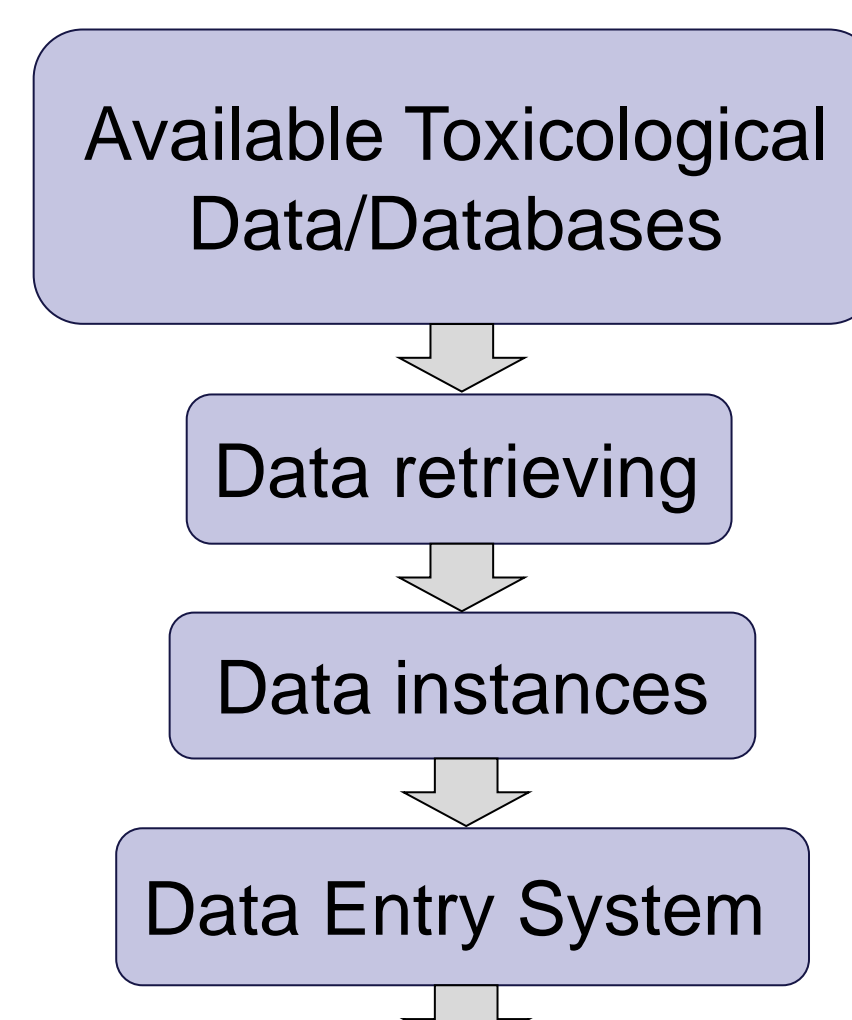 Available Toxicological
Data/Databases
Data retrieving
Data instances
Data Entry System